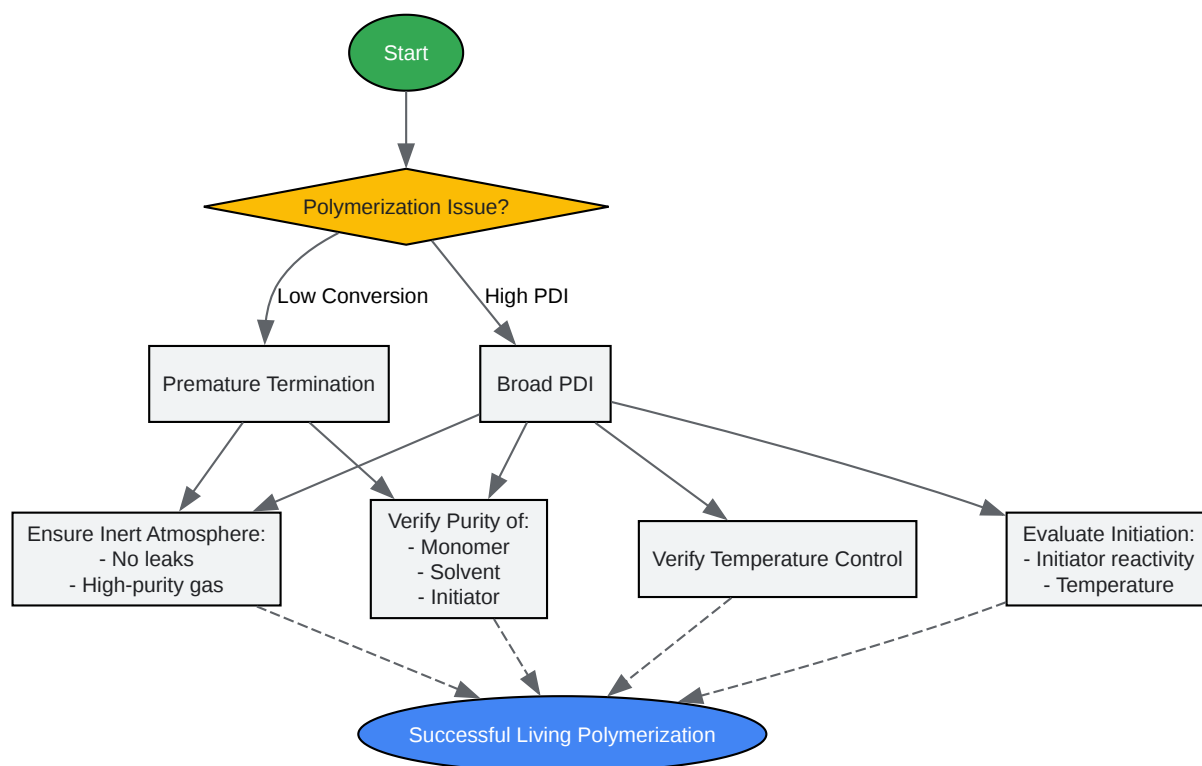 Start
Polymerization Issue?
Low Conversion
High PDI
Premature Termination
Broad PDI
Ensure Inert Atmosphere:
- No leaks
- High-purity gas
Verify Purity of:
- Monomer
- Solvent
- Initiator
Verify Temperature Control
Evaluate Initiation:
- Initiator reactivity
- Temperature
Successful Living Polymerization